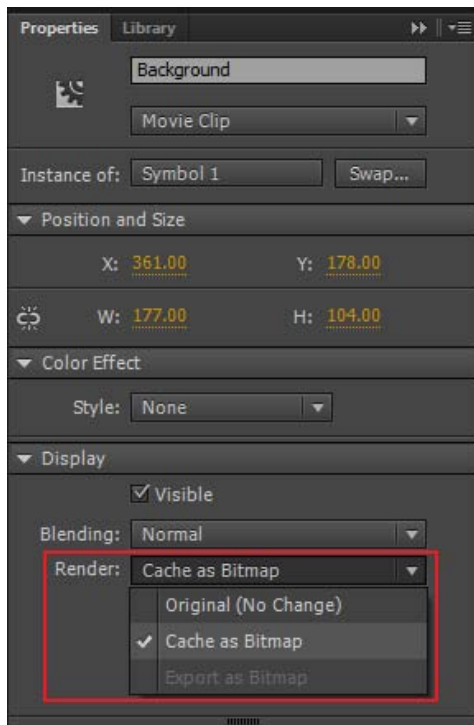 Properties Library
Background
Movie Clip
Instance of: Symbol 1 Swap...
Position and Size
X: 361.00 Y: 178.00
W: 177.00 H: 104.00
Color Effect
Style: None
Display
Visible
Blending: Normal
Render: Cache as Bitmap
Original (No Change)
Cache as Bitmap
Export as Bitmap